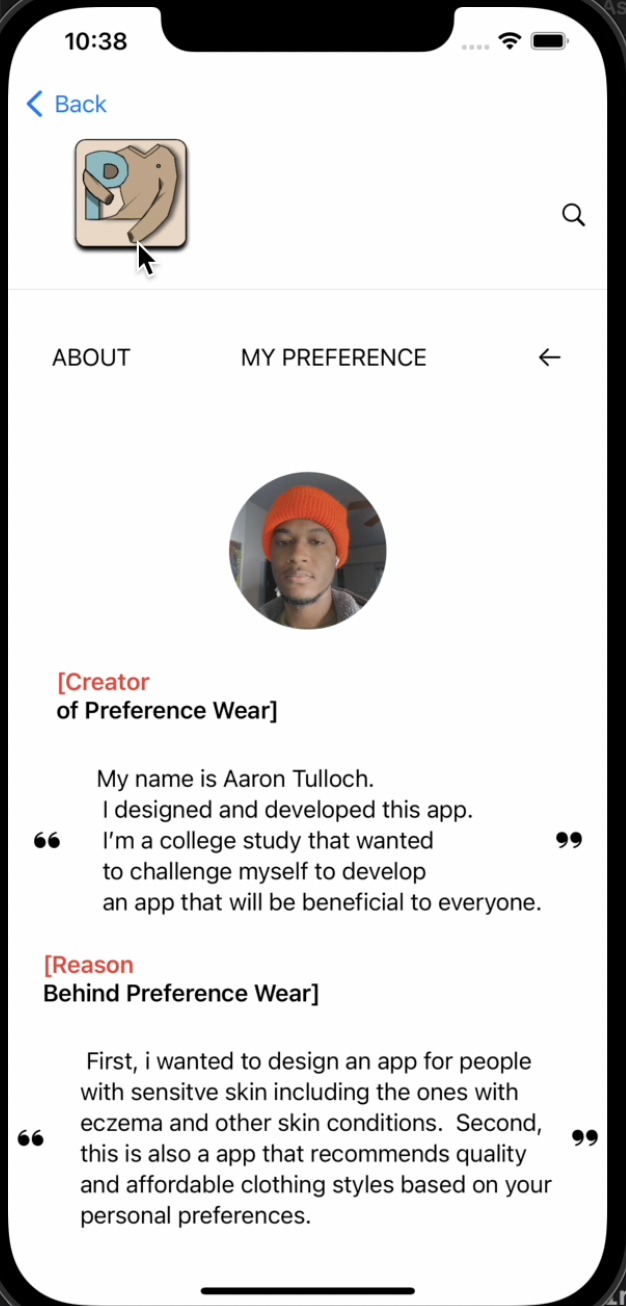 10:38
Back
P
ABOUT MY PREFERENCE
[Creator
of Preference Wear]
My name is Aaron Tulloch.
I designed and developed this app.
“ I’m a college study that wanted ”
to challenge myself to develop
an app that will be beneficial to everyone.
[Reason
Behind Preference Wear]
First, i wanted to design an app for people
with sensitve skin including the ones with
eczema and other skin conditions.  Second,
“ this is also a app that recommends quality ”
and affordable clothing styles based on your
personal preferences.